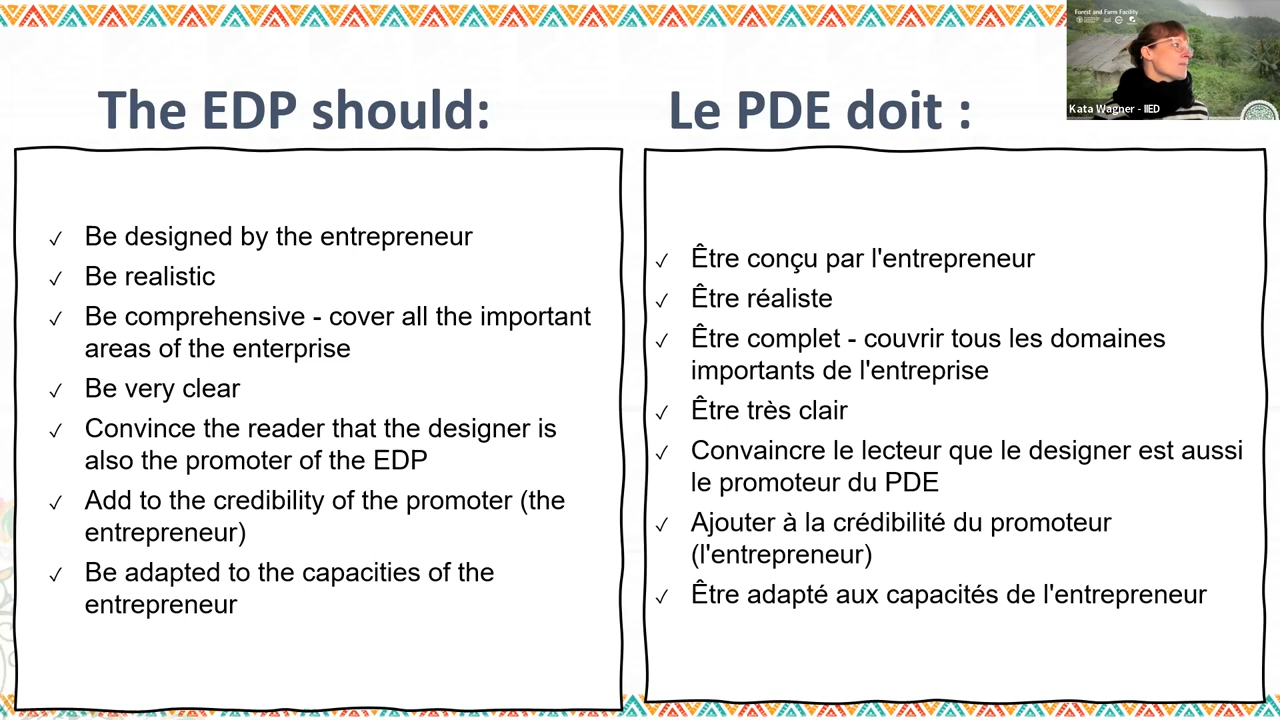 The EDP should:
Be designed by the entrepreneur
Be realistic
Be comprehensive - cover all the important
areas of the enterprise
Be very clear
Convince the reader that the designer is
also the promoter of the EDP
Add to the credibility of the promoter (the
entrepreneur)
Be adapted to the capacities of the
entrepreneur
Le PDE doit :
Être conçu par l'entrepreneur
Être réaliste
Être complet - couvrir tous les domaines
importants de l'entreprise
Être très clair
Convaincre le lecteur que le designer est aussi
le promoteur du PDE
Ajouter à la crédibilité du promoteur
(l'entrepreneur)
Être adapté aux capacités de l'entrepreneur
Forest and Farm Facility
Kata Wagner - IIED